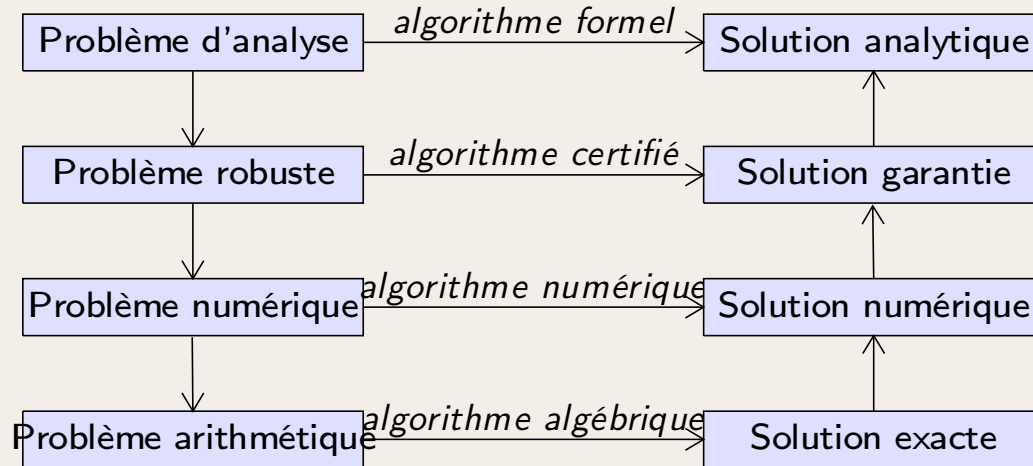 Problème d'analyse algorithme formel Solution analytique
Problème robuste algorithme certifié Solution garantie
Problème numérique algorithme numérique Solution numérique
Problème arithmétique algorithme algébrique Solution exacte